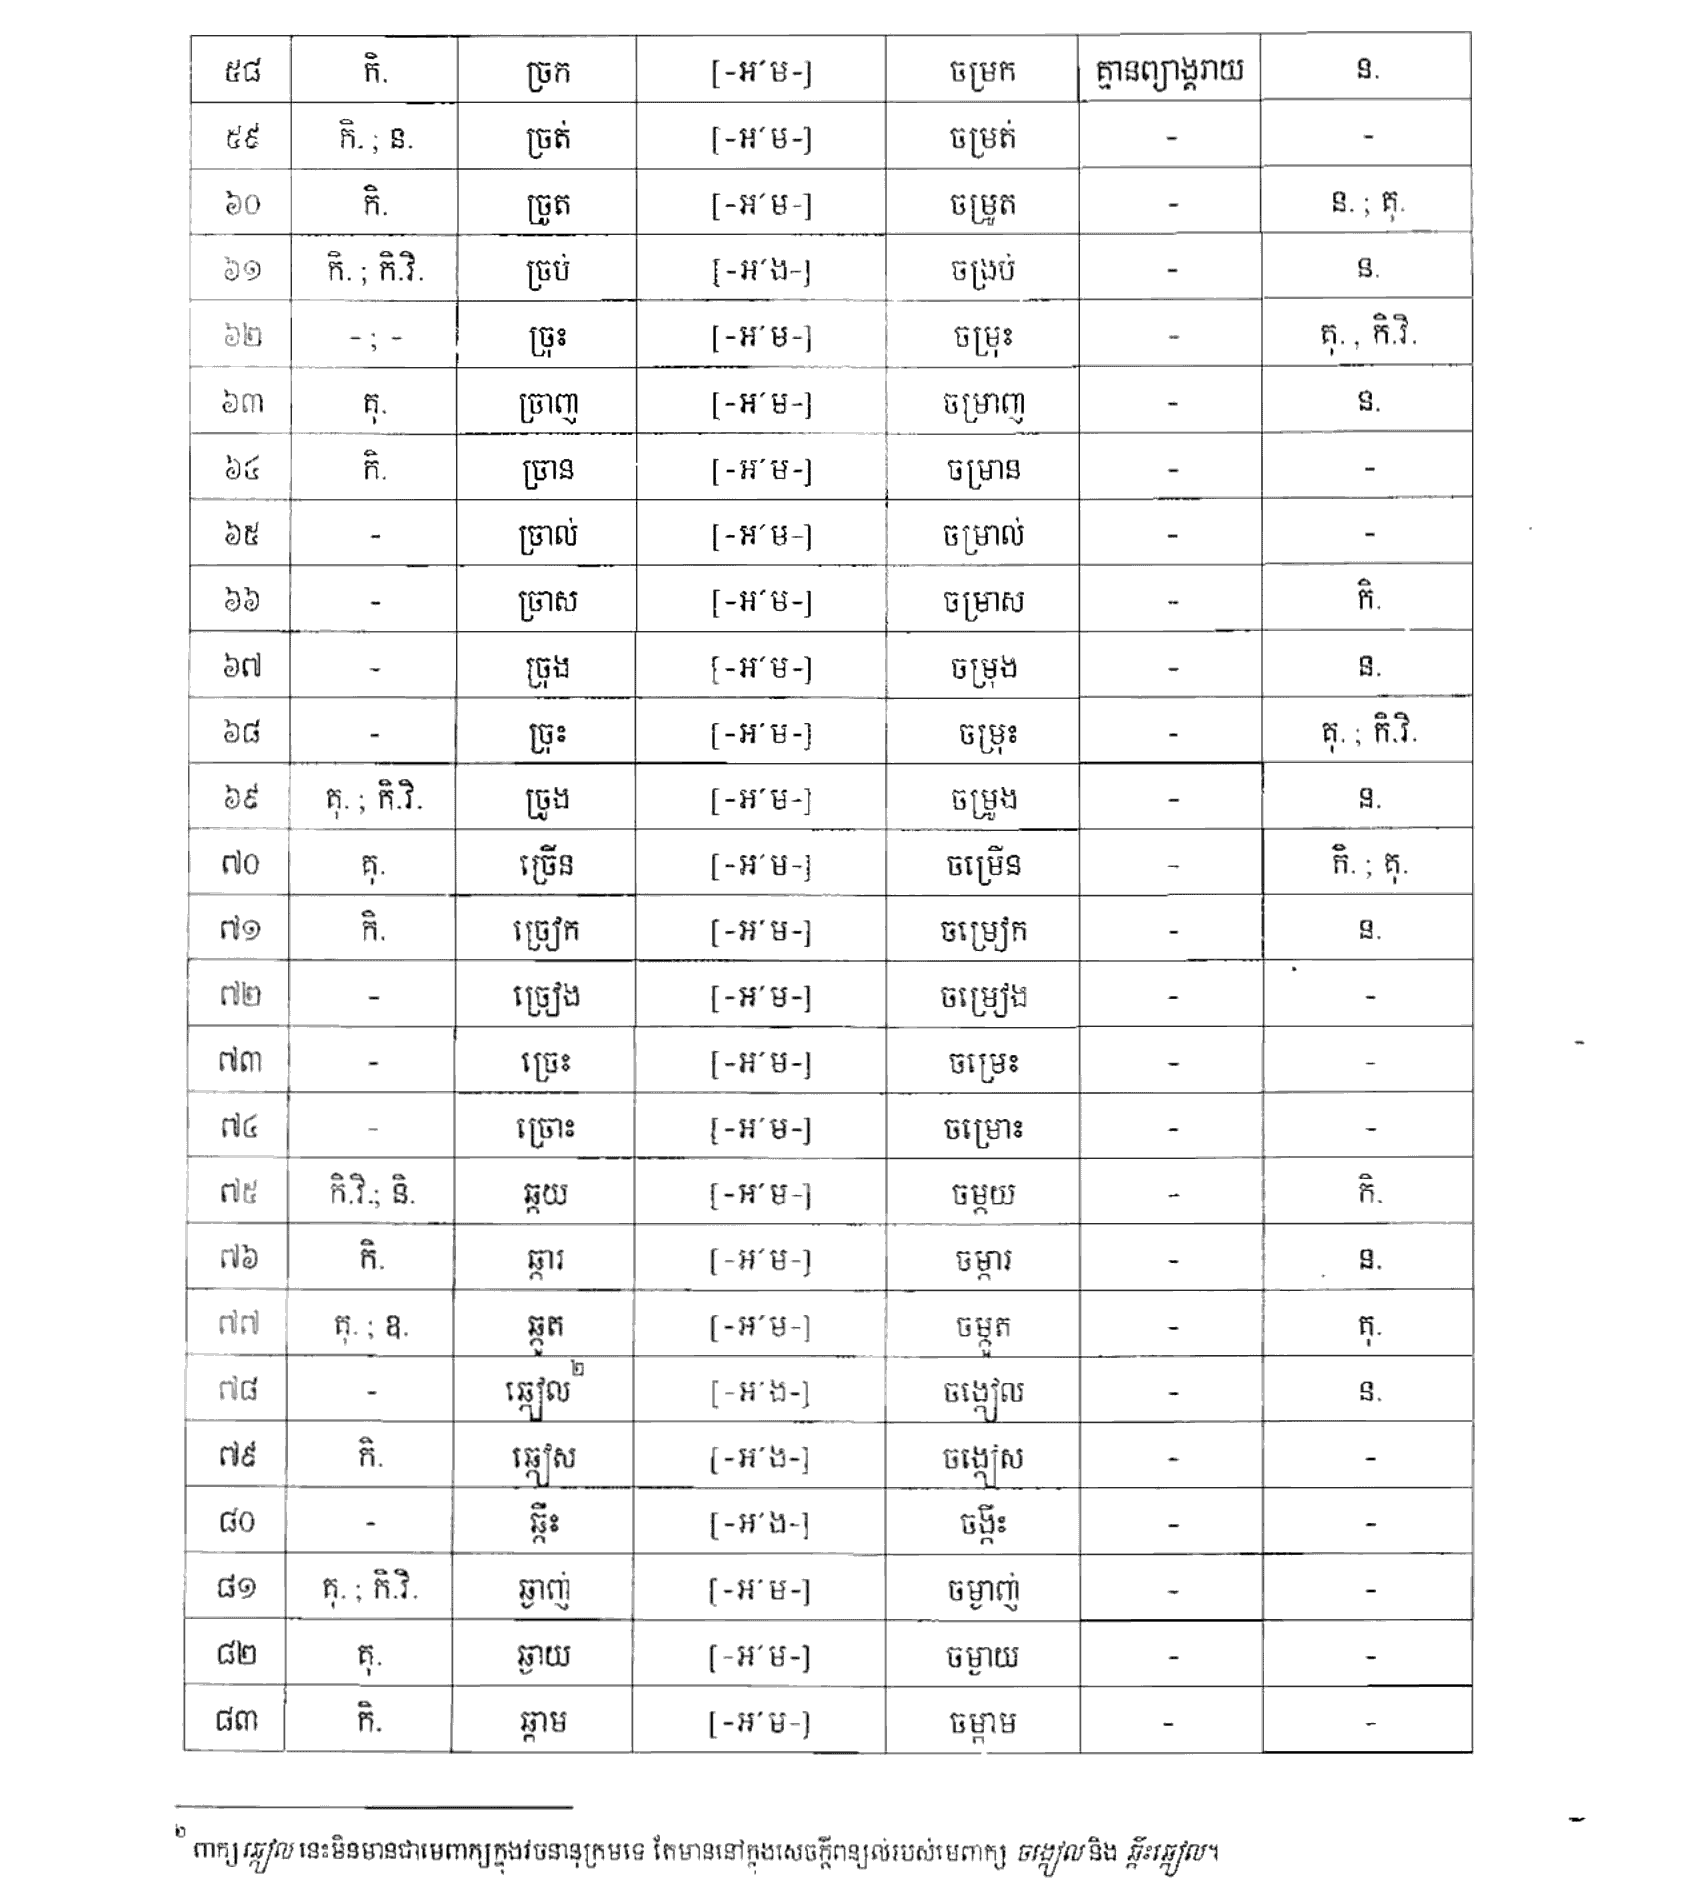 ៥៨ កិ. ច្រក [-អ´ម-] ចម្រក គ្មានព្យាង្គរាយ ន.
៥៩ កិ. ; ន. ច្រត់ [-អ´ម-] ចម្រត់ - -
៦០ កិ. ច្រូត [-អ´ម-] ចម្រូត - ន. ; គុ.
៦១ កិ. ; កិ.វិ. ច្រប់ [-អ´ង-] ចង្រប់ - ន.
៦២ - ; - ច្រុះ [-អ´ម-] ចម្រុះ - គុ. , កិ.វិ.
៦៣ គុ. ច្រាញ [-អ´ម-] ចម្រាញ - ន.
៦៤ កិ. ច្រាន [-អ´ម-] ចម្រាន - -
៦៥ - ច្រាល់ [-អ´ម-] ចម្រាល់ - -
៦៦ - ច្រាស [-អ´ម-] ចម្រាស - កិ.
៦៧ - ច្រុង [-អ´ម-] ចម្រុង - ន.
៦៨ - ច្រុះ [-អ´ម-] ចម្រុះ - គុ. ; កិ.វិ.
៦៩ គុ. ; កិ.វិ. ច្រូង [-អ´ម-] ចម្រូង - ន.
៧០ គុ. ច្រើន [-អ´ម-] ចម្រើន - កិ. ; គុ.
៧១ កិ. ច្រៀក [-អ´ម-] ចម្រៀក - ន.
៧២ - ច្រៀង [-អ´ម-] ចម្រៀង - -
៧៣ - ច្រេះ [-អ´ម-] ចម្រេះ - -
៧៤ - ច្រោះ [-អ´ម-] ចម្រោះ - -
៧៥ កិ.វិ.; និ. ឆ្កយ [-អ´ម-] ចម្កយ - កិ.
៧៦ កិ. ឆ្ការ [-អ´ម-] ចម្ការ - ន.
៧៧ គុ. ; ឧ. ឆ្កួត [-អ´ម-] ចម្កួត - គុ.
៧៨ - ឆ្កៀល២ [-អ´ង-] ចង្កៀល - ន.
៧៩ កិ. ឆ្កៀស [-អ´ង-] ចង្កៀស - -
៨០ - ឆ្កឹះ [-អ´ង-] ចង្កឹះ - -
៨១ គុ. ; កិ.វិ. ឆ្ងាញ់ [-អ´ម-] ចម្ងាញ់ - -
៨២ គុ. ឆ្ងាយ [-អ´ម-] ចម្ងាយ - -
៨៣ កិ. ឆ្កាម [-អ´ម-] ចម្កាម - -
២ ពាក្យ ឆ្កៀល នេះមិនមានជាមេពាក្យក្នុងវចនានុក្រមទេ តែមាននៅក្នុងសេចក្តីពន្យល់របស់មេពាក្យ ចង្កៀល និង ឆ្កឹះឆ្កៀល។